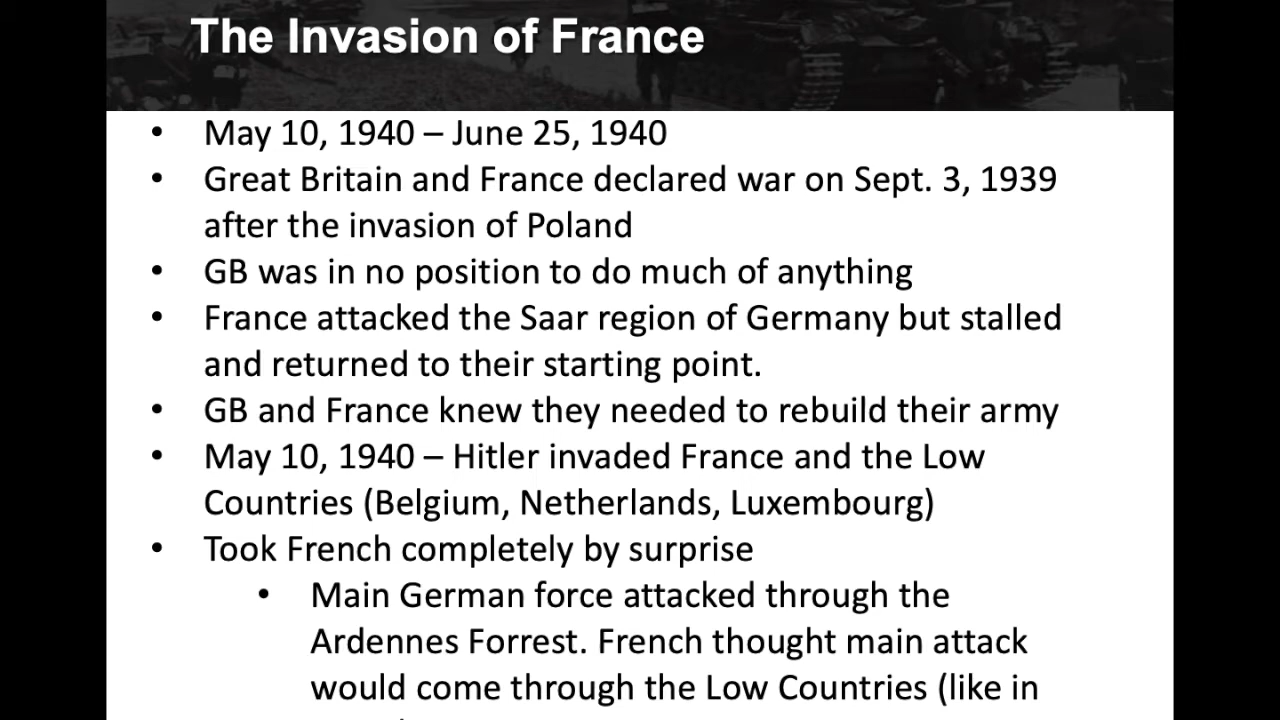 The Invasion of France
• May 10, 1940 – June 25, 1940
• Great Britain and France declared war on Sept. 3, 1939
after the invasion of Poland
• GB was in no position to do much of anything
• France attacked the Saar region of Germany but stalled
and returned to their starting point.
• GB and France knew they needed to rebuild their army
• May 10, 1940 – Hitler invaded France and the Low
Countries (Belgium, Netherlands, Luxembourg)
• Took French completely by surprise
• Main German force attacked through the
Ardennes Forrest. French thought main attack
would come through the Low Countries (like in